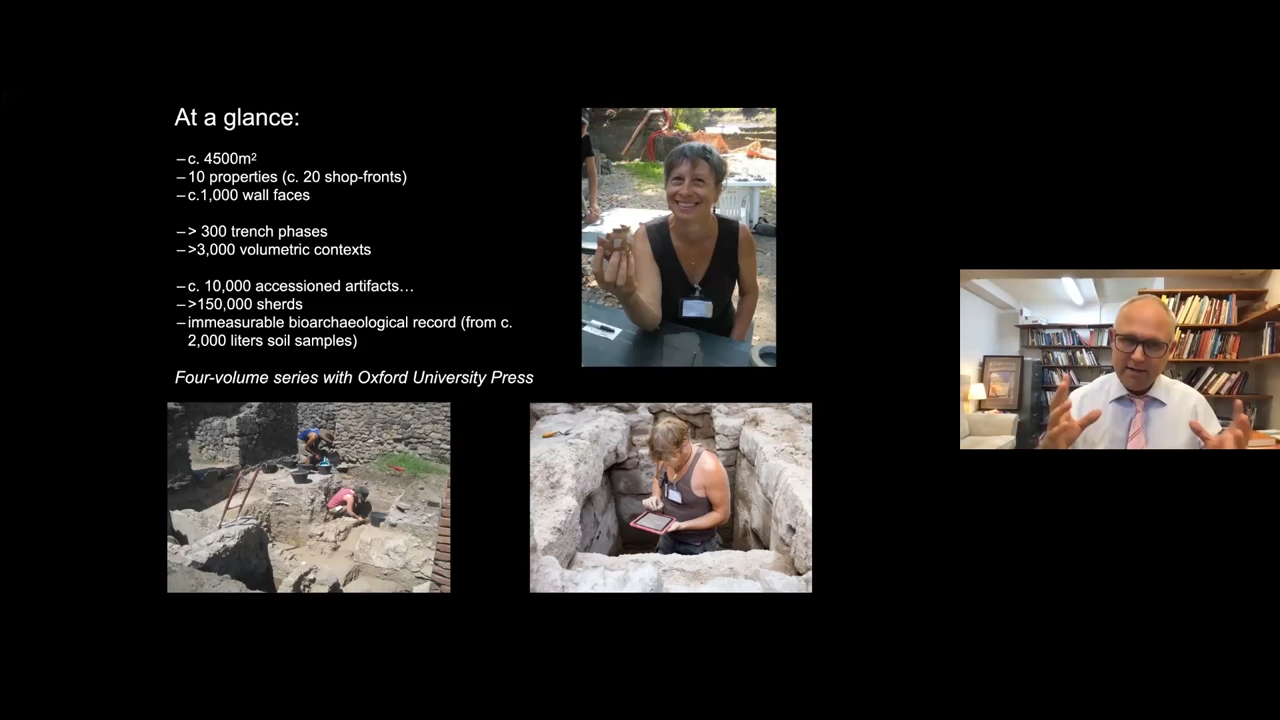 At a glance:
–c. 4500m²
–10 properties (c. 20 shop-fronts)
–c.1,000 wall faces
–> 300 trench phases
–>3,000 volumetric contexts
–c. 10,000 accessioned artifacts…
–>150,000 sherds
–immeasurable bioarchaeological record (from c.
2,000 liters soil samples)
Four-volume series with Oxford University Press